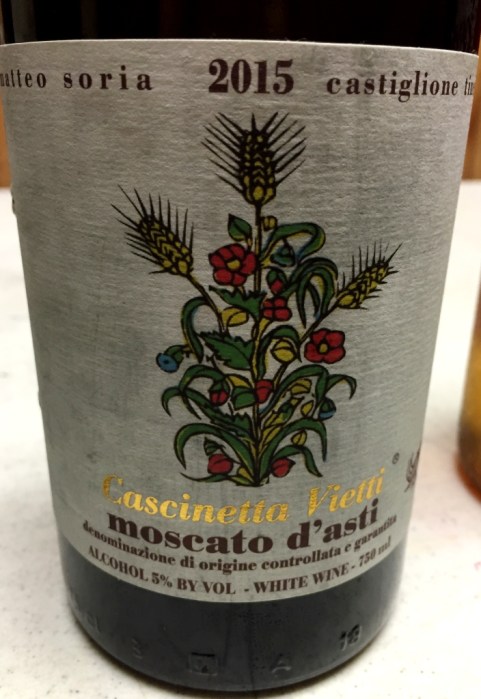 matteo soria 2015 castiglione
Cascinetta Vietti ®
moscato d'asti
denominazione di origine controllata e garantita
ALCOHOL 5% BY VOL - WHITE WINE - 750 ml